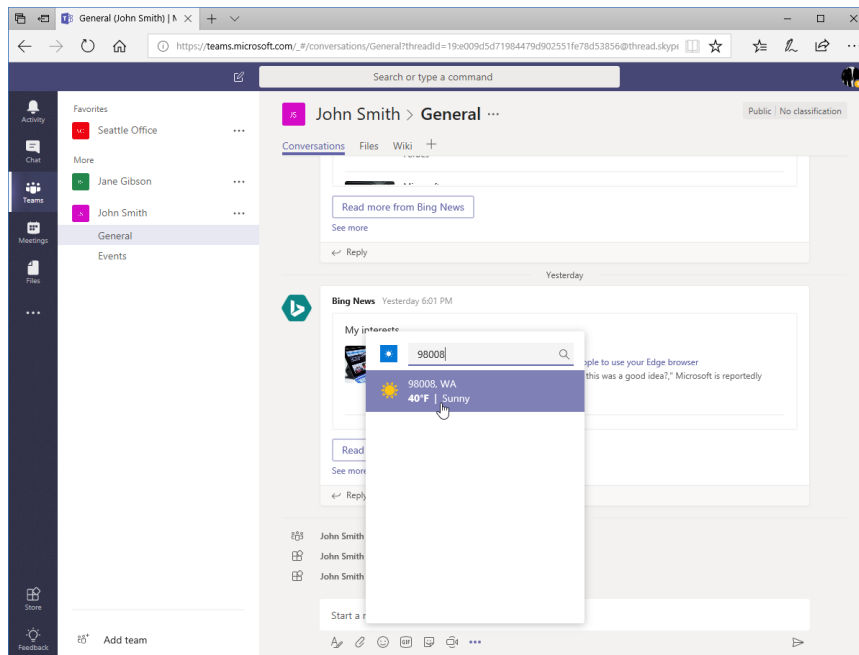 General (John Smith) | M
https://teams.microsoft.com/_#/conversations/General?threadId=19:e009d5d71984479d902551fe78d53856@thread.skype
Search or type a command
Activity
Chat
Teams
Meetings
Files
Store
Feedback
Favorites
Seattle Office
More
Jane Gibson
JS
John Smith
General
Events
Add team
JS
John Smith > General
Public | No classification
Conversations Files Wiki
Read more from Bing News
See more
Reply
Yesterday
Bing News Yesterday 6:01 PM
My interests
ople to use your Edge browser
this was a good idea?," Microsoft is reportedly
98008
98008, WA
40°F | Sunny
Read
See more
Reply
John Smith
John Smith
John Smith
Start a
GIF